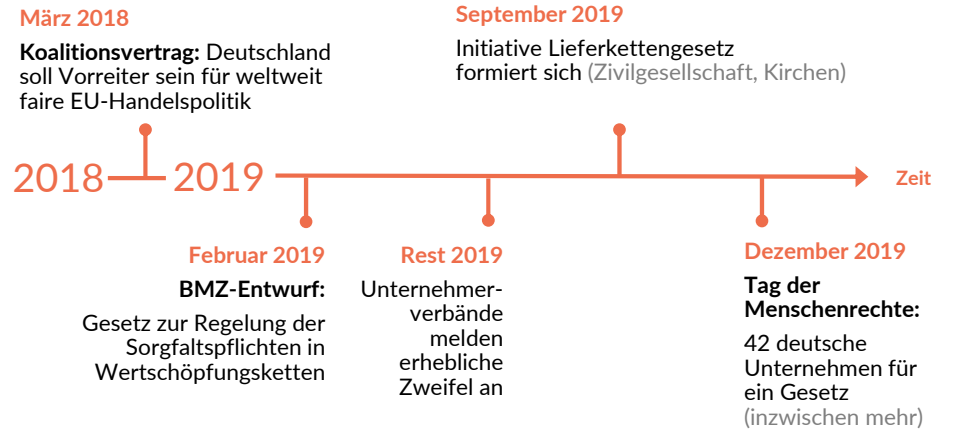 März 2018
Koalitionsvertrag: Deutschland
soll Vorreiter sein für weltweit
faire EU-Handelspolitik
September 2019
Initiative Lieferkettengesetz
formiert sich (Zivilgesellschaft, Kirchen)
2018
2019
Zeit
Februar 2019
BMZ-Entwurf:
Gesetz zur Regelung der
Sorgfaltspflichten in
Wertschöpfungsketten
Rest 2019
Unternehmer-
verbände
melden
erhebliche
Zweifel an
Dezember 2019
Tag der
Menschenrechte:
42 deutsche
Unternehmen für
ein Gesetz
(inzwischen mehr)